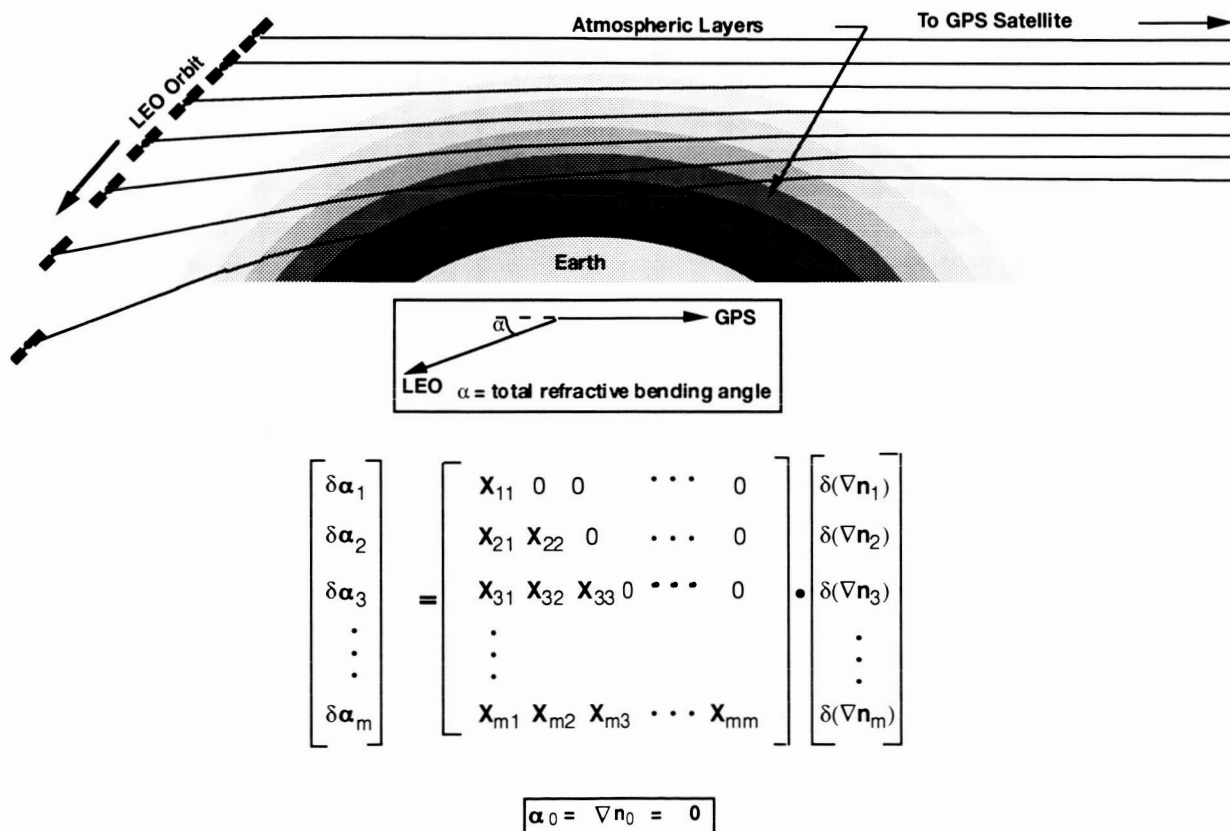 Atmospheric Layers
To GPS Satellite
LEO Orbit
Earth
α
GPS
LEO
α = total refractive bending angle
δα₁ X₁₁ 0 0 ··· 0 δ(∇n₁)
δα₂ X₂₁ X₂₂ 0 ··· 0 δ(∇n₂)
δα₃ = X₃₁ X₃₂ X₃₃ 0 ··· 0 • δ(∇n₃)
⋮ ⋮ ⋮
δαₘ Xₘ₁ Xₘ₂ Xₘ₃ ··· Xₘₘ δ(∇nₘ)
α₀ = ∇n₀ = 0